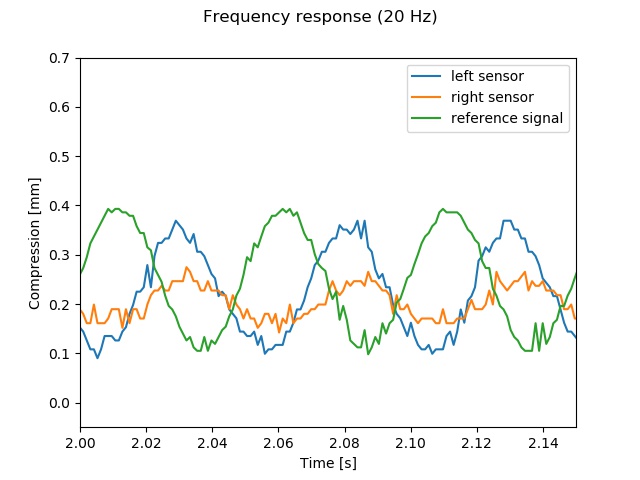 Frequency response (20 Hz)
0.7
0.6
0.5
0.4
0.3
0.2
0.1
0.0
Compression [mm]
left sensor
right sensor
reference signal
2.00 2.02 2.04 2.06 2.08 2.10 2.12 2.14
Time [s]